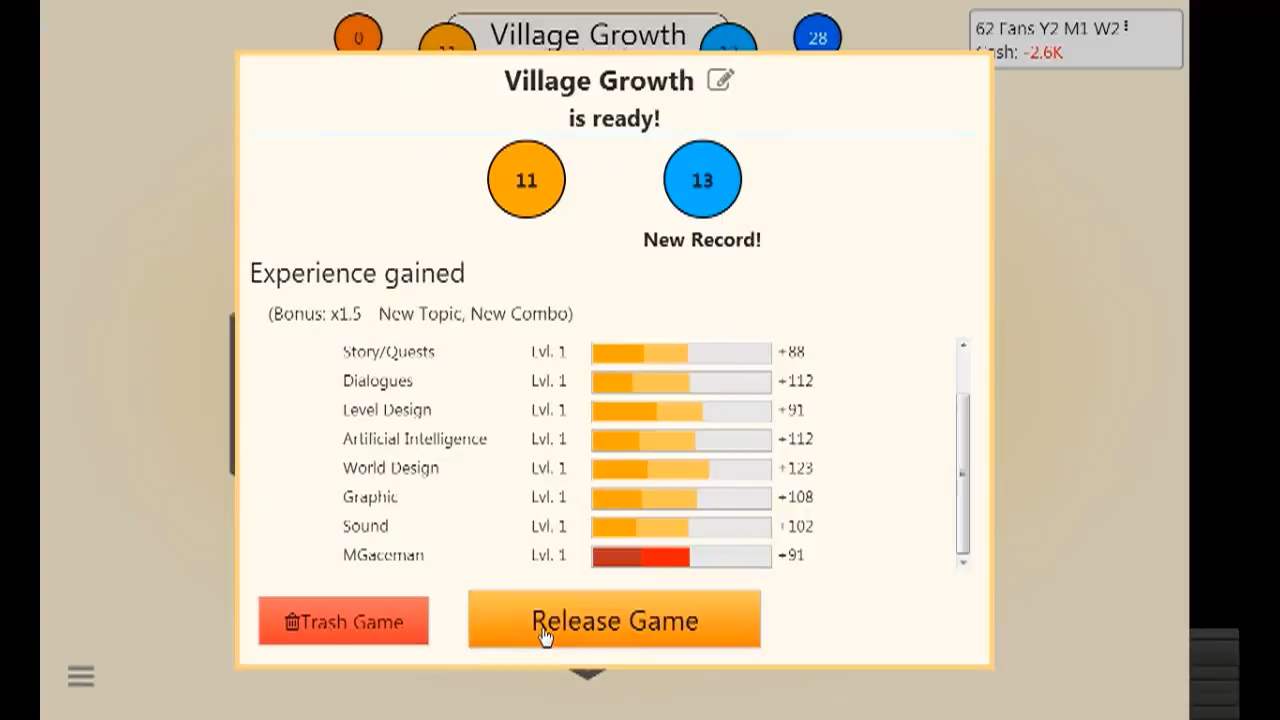 0
11
Village Growth
28
62 Fans Y2 M1 W2
Cash: -2.6K
Village Growth
is ready!
11
13
New Record!
Experience gained
(Bonus: x1.5 New Topic, New Combo)
Story/Quests Lvl. 1 +88
Dialogues Lvl. 1 +112
Level Design Lvl. 1 +91
Artificial Intelligence Lvl. 1 +112
World Design Lvl. 1 +123
Graphic Lvl. 1 +108
Sound Lvl. 1 +102
MGaceman Lvl. 1 +91
Trash Game
Release Game